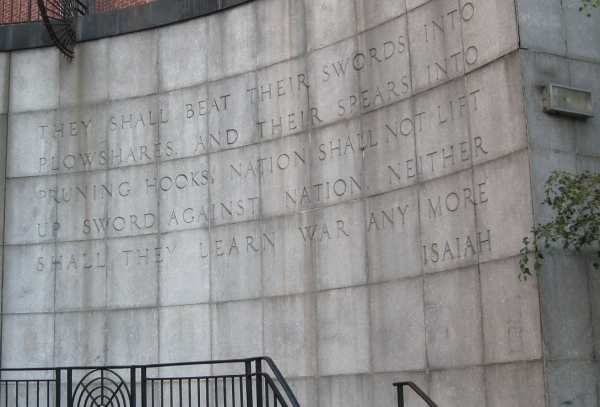 THEY SHALL BEAT THEIR SWORDS INTO
PLOWSHARES. AND THEIR SPEARS INTO
PRUNING HOOKS. NATION SHALL NOT LIFT
UP SWORD AGAINST NATION. NEITHER
SHALL THEY LEARN WAR ANY MORE
ISAIAH